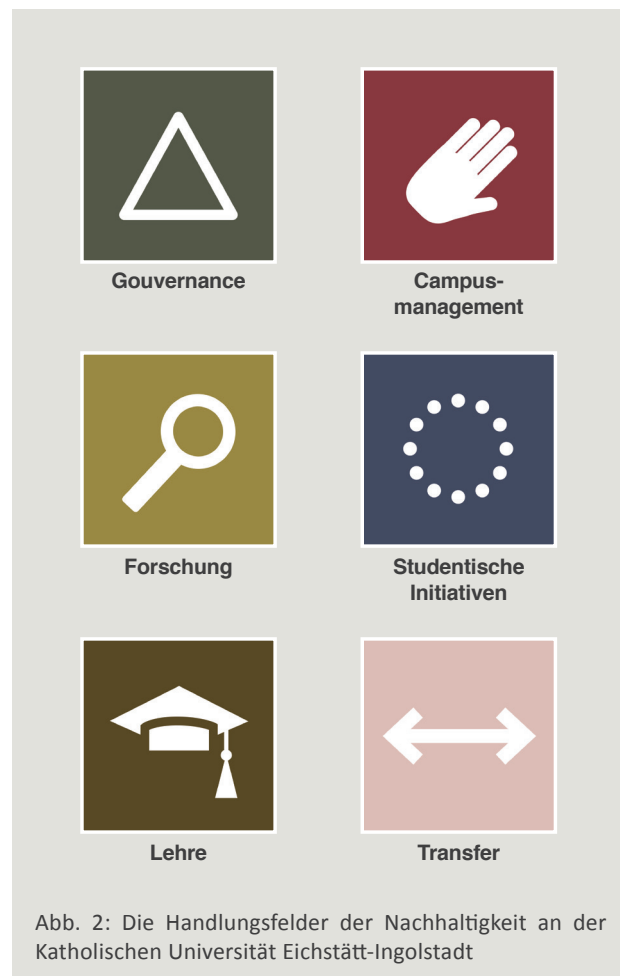 Gouvernance
Campus-
management
Forschung
Studentische
Initiativen
Lehre
Transfer
Abb. 2: Die Handlungsfelder der Nachhaltigkeit an der
Katholischen Universität Eichstätt-Ingolstadt